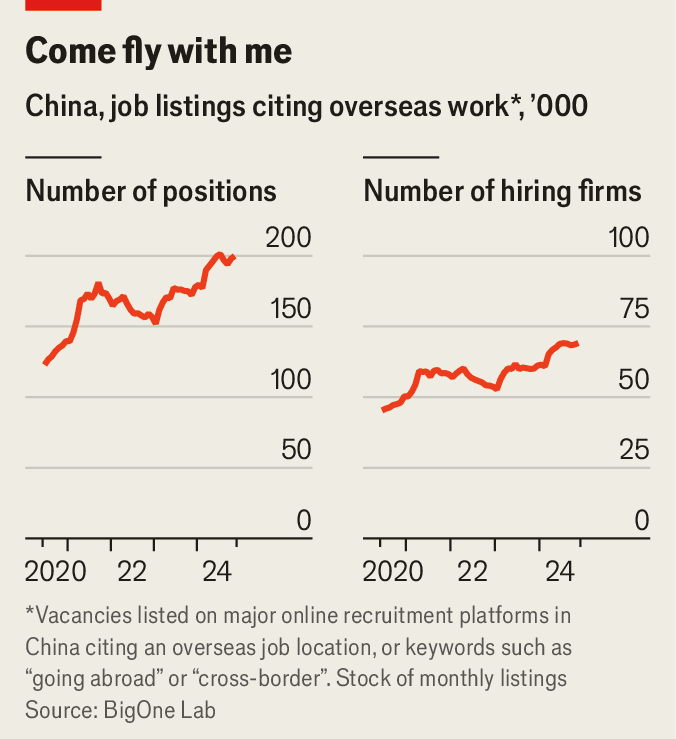 Come fly with me
China, job listings citing overseas work*, ’000
Number of positions
200
150
100
50
0
2020 22 24
Number of hiring firms
100
75
50
25
0
2020 22 24
*Vacancies listed on major online recruitment platforms in
China citing an overseas job location, or keywords such as
“going abroad” or “cross-border”. Stock of monthly listings
Source: BigOne Lab